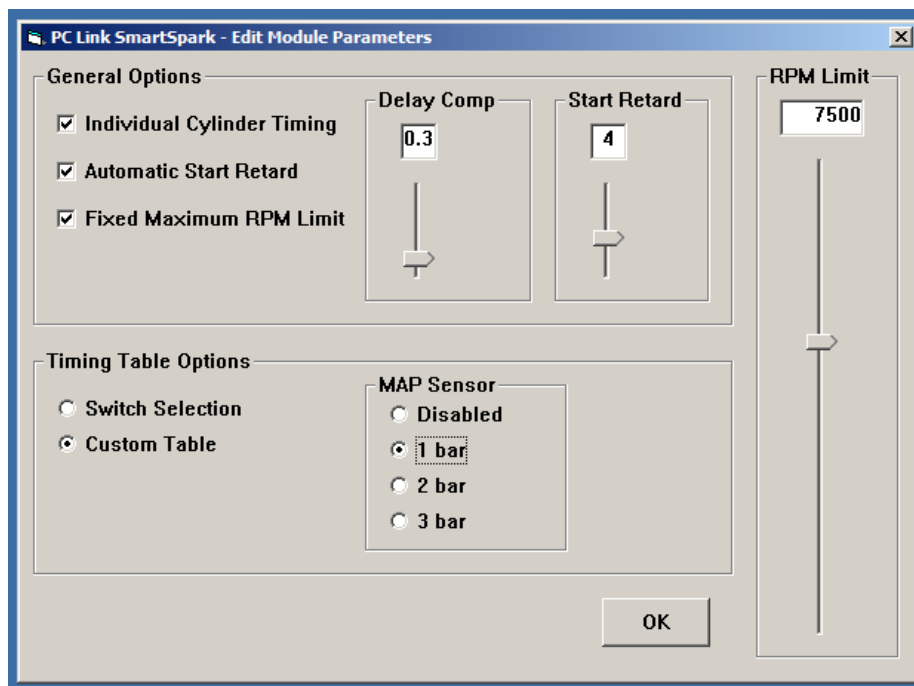 PC Link SmartSpark - Edit Module Parameters
General Options
Individual Cylinder Timing
Automatic Start Retard
Fixed Maximum RPM Limit
Delay Comp
0.3
Start Retard
4
RPM Limit
7500
Timing Table Options
Switch Selection
Custom Table
MAP Sensor
Disabled
1 bar
2 bar
3 bar
OK